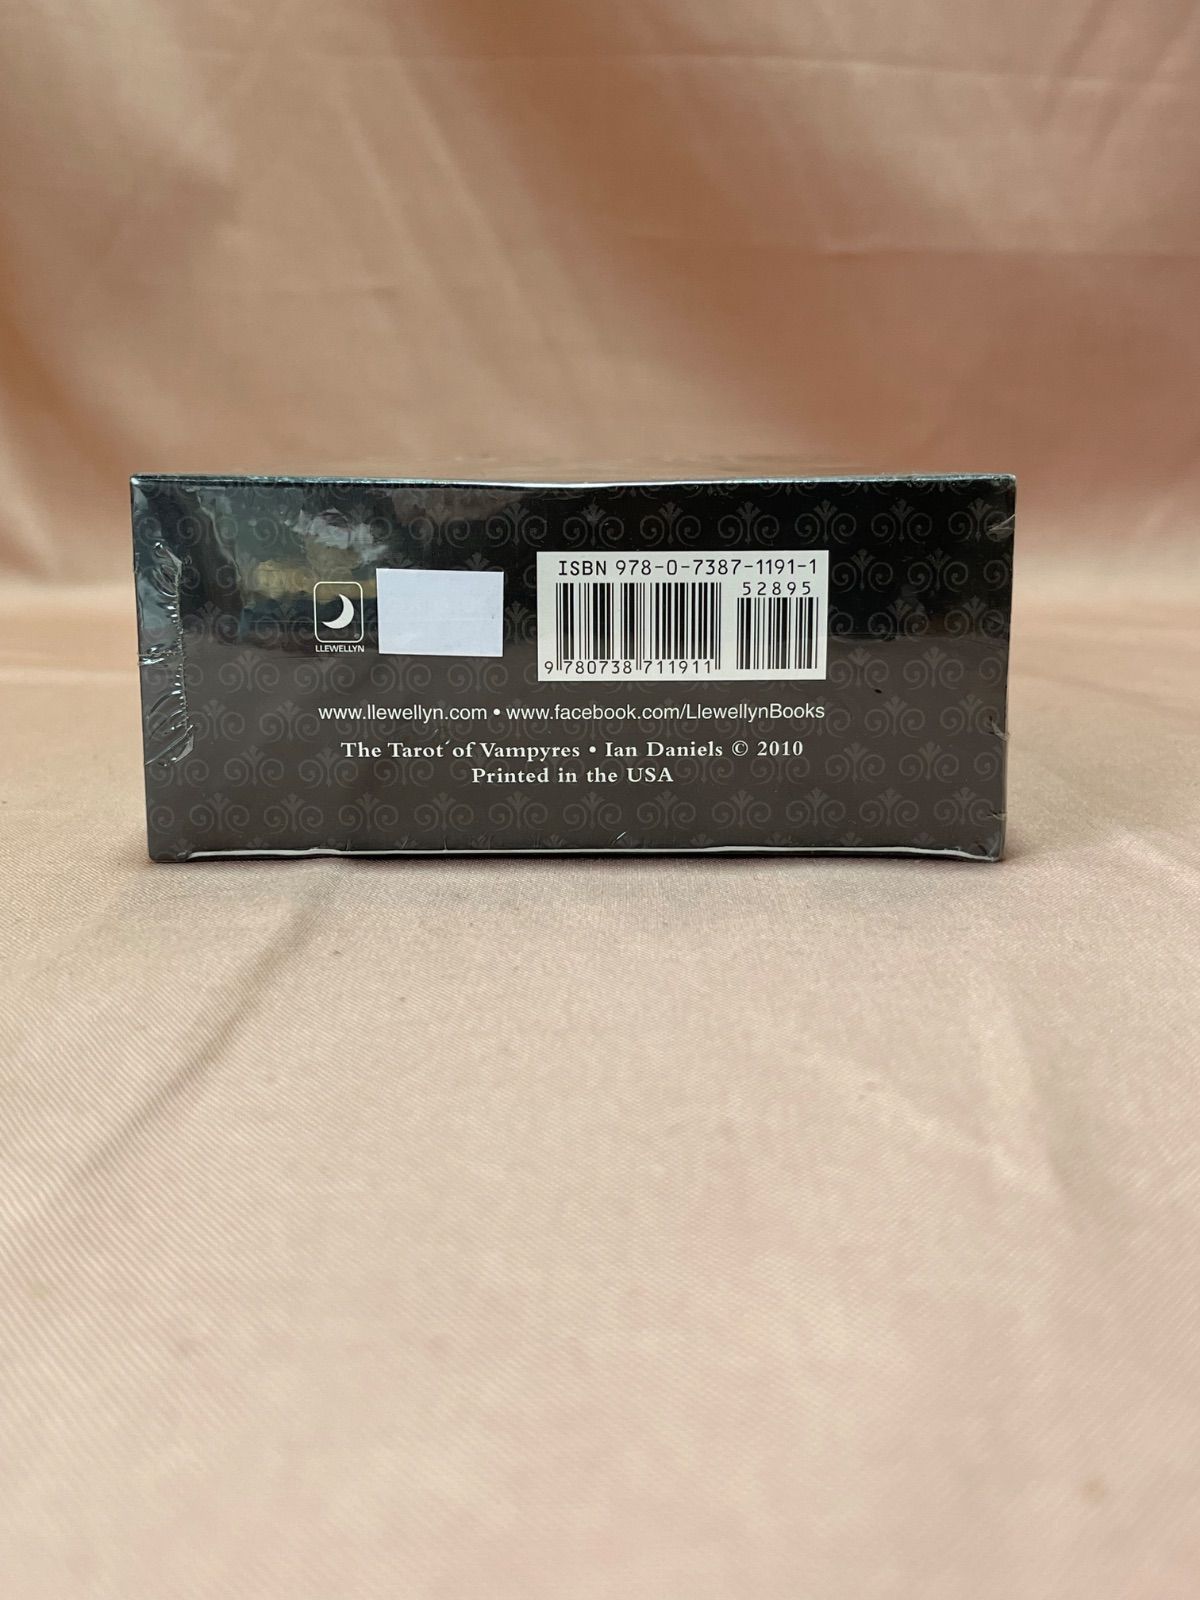 ISBN 978-0-7387-1191-1
52895
9 780738 711911
LLEWELLYN
www.llewellyn.com • www.facebook.com/LlewellynBooks
The Tarot of Vampyres • Ian Daniels © 2010
Printed in the USA